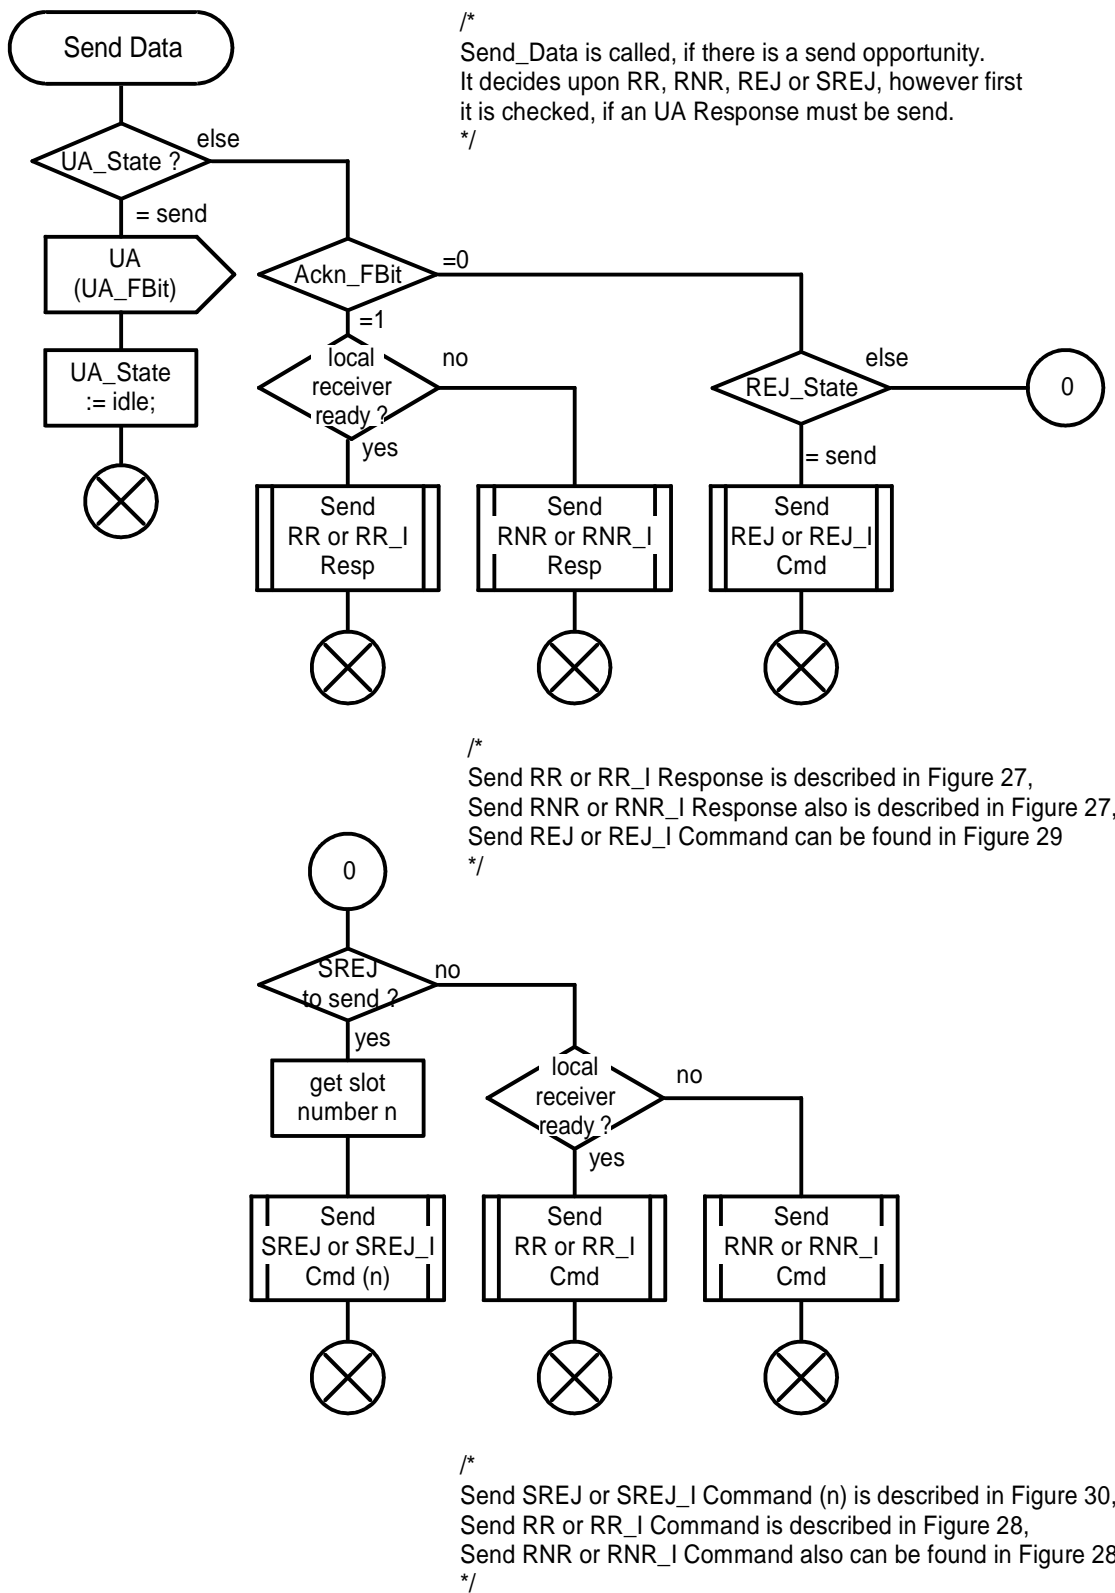 Send Data
/*
Send_Data is called, if there is a send opportunity.
It decides upon RR, RNR, REJ or SREJ, however first
it is checked, if an UA Response must be send.
*/
UA_State ?
else
= send
UA
(UA_FBit)
UA_State
:= idle;
Ackn_FBit
=0
=1
local
receiver
ready ?
no
yes
REJ_State
else
0
= send
Send
RR or RR_I
Resp
Send
RNR or RNR_I
Resp
Send
REJ or REJ_I
Cmd
/*
Send RR or RR_I Response is described in Figure 27,
Send RNR or RNR_I Response also is described in Figure 27,
Send REJ or REJ_I Command can be found in Figure 29
*/
0
SREJ
to send ?
no
yes
get slot
number n
local
receiver
ready ?
no
yes
Send
SREJ or SREJ_I
Cmd (n)
Send
RR or RR_I
Cmd
Send
RNR or RNR_I
Cmd
/*
Send SREJ or SREJ_I Command (n) is described in Figure 30,
Send RR or RR_I Command is described in Figure 28,
Send RNR or RNR_I Command also can be found in Figure 28
*/